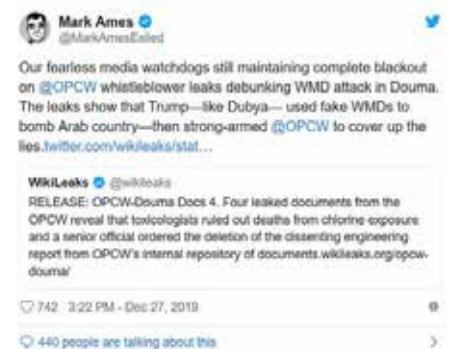 Mark Ames
@MarkAmesExiled
Our fearless media watchdogs still maintaining complete blackout
on @OPCW whistleblower leaks debunking WMD attack in Douma.
The leaks show that Trump—like Dubya— used fake WMDs to
bomb Arab country—then strong-armed @OPCW to cover up the
lies.twitter.com/wikileaks/stat…
WikiLeaks @wikileaks
RELEASE: OPCW-Douma Docs 4. Four leaked documents from the
OPCW reveal that toxicologists ruled out deaths from chlorine exposure
and a senior official ordered the deletion of the dissenting engineering
report from OPCW's internal repository of documents.wikileaks.org/opcw-
douma/
742 3:22 PM - Dec 27, 2019
440 people are talking about this